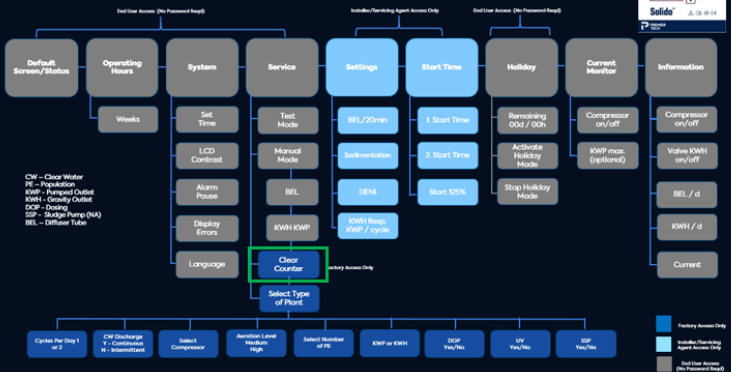 End User Access (No Password Reqd)
Installer/Servicing Agent Access Only
End User Access (No Password Reqd)
Solido
PREMIER
TECH
Default
Screen/Status
Operating
Hours
System
Service
Settings
Start Time
Holiday
Current
Monitor
Information
Weeks
Set
Time
LCD
Contrast
Alarm
Pause
Display
Errors
Language
Test
Mode
Manual
Mode
BEL
KWH KWP
Clear
Counter
Factory Access Only
Select Type
of Plant
BEL/20min
Sedimentation
DENI
KWH Resp.
KWP / cycle
1. Start Time
2. Start Time
Start 125%
Remaining
00d / 00h
Activate
Holiday
Mode
Stop Holiday
Mode
Compressor
on/off
KWP max.
(optional)
Compressor
on/off
Valve KWH
on/off
BEL / d
KWH / d
Current
CW – Clear Water
PE – Population
KWP - Pumped Outlet
KWH - Gravity Outlet
DOP - Dosing
SSP - Sludge Pump (NA)
BEL – Diffuser Tube
Cycles Per Day 1
or 2
CW Discharge
Y - Continuous
N - Intermittent
Select
Compressor
Aeration Level
Medium
High
Select Number
of PE
KWP or KWH
DOP
Yes/No
UV
Yes/No
SSP
Yes/No
Factory Access Only
Installer/Servicing
Agent Access Only
End User Access
(No Password Reqd)